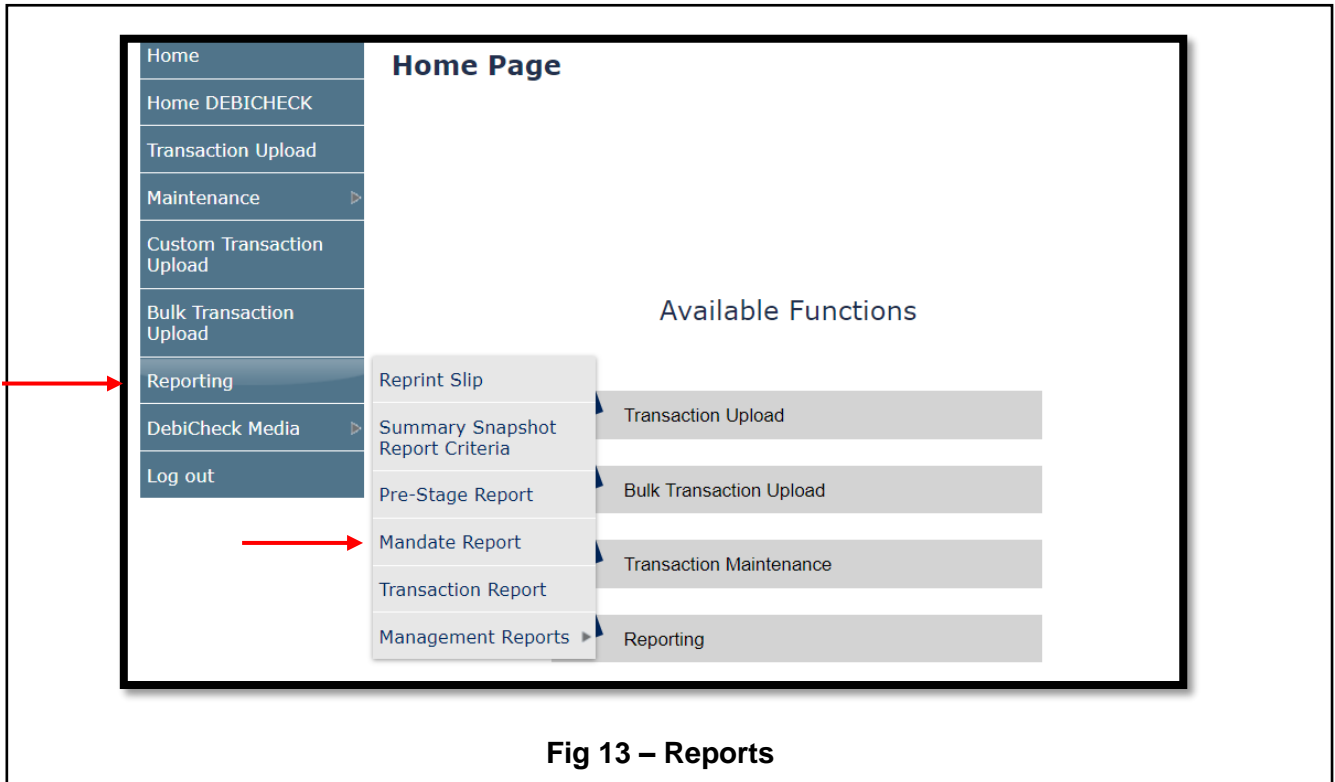 Home
Home Page
Home DEBICHECK
Transaction Upload
Maintenance
Custom Transaction
Upload
Bulk Transaction
Upload
Reporting
DebiCheck Media
Log out
Reprint Slip
Summary Snapshot
Report Criteria
Pre-Stage Report
Mandate Report
Transaction Report
Management Reports
Available Functions
Transaction Upload
Bulk Transaction Upload
Transaction Maintenance
Reporting
Fig 13 – Reports